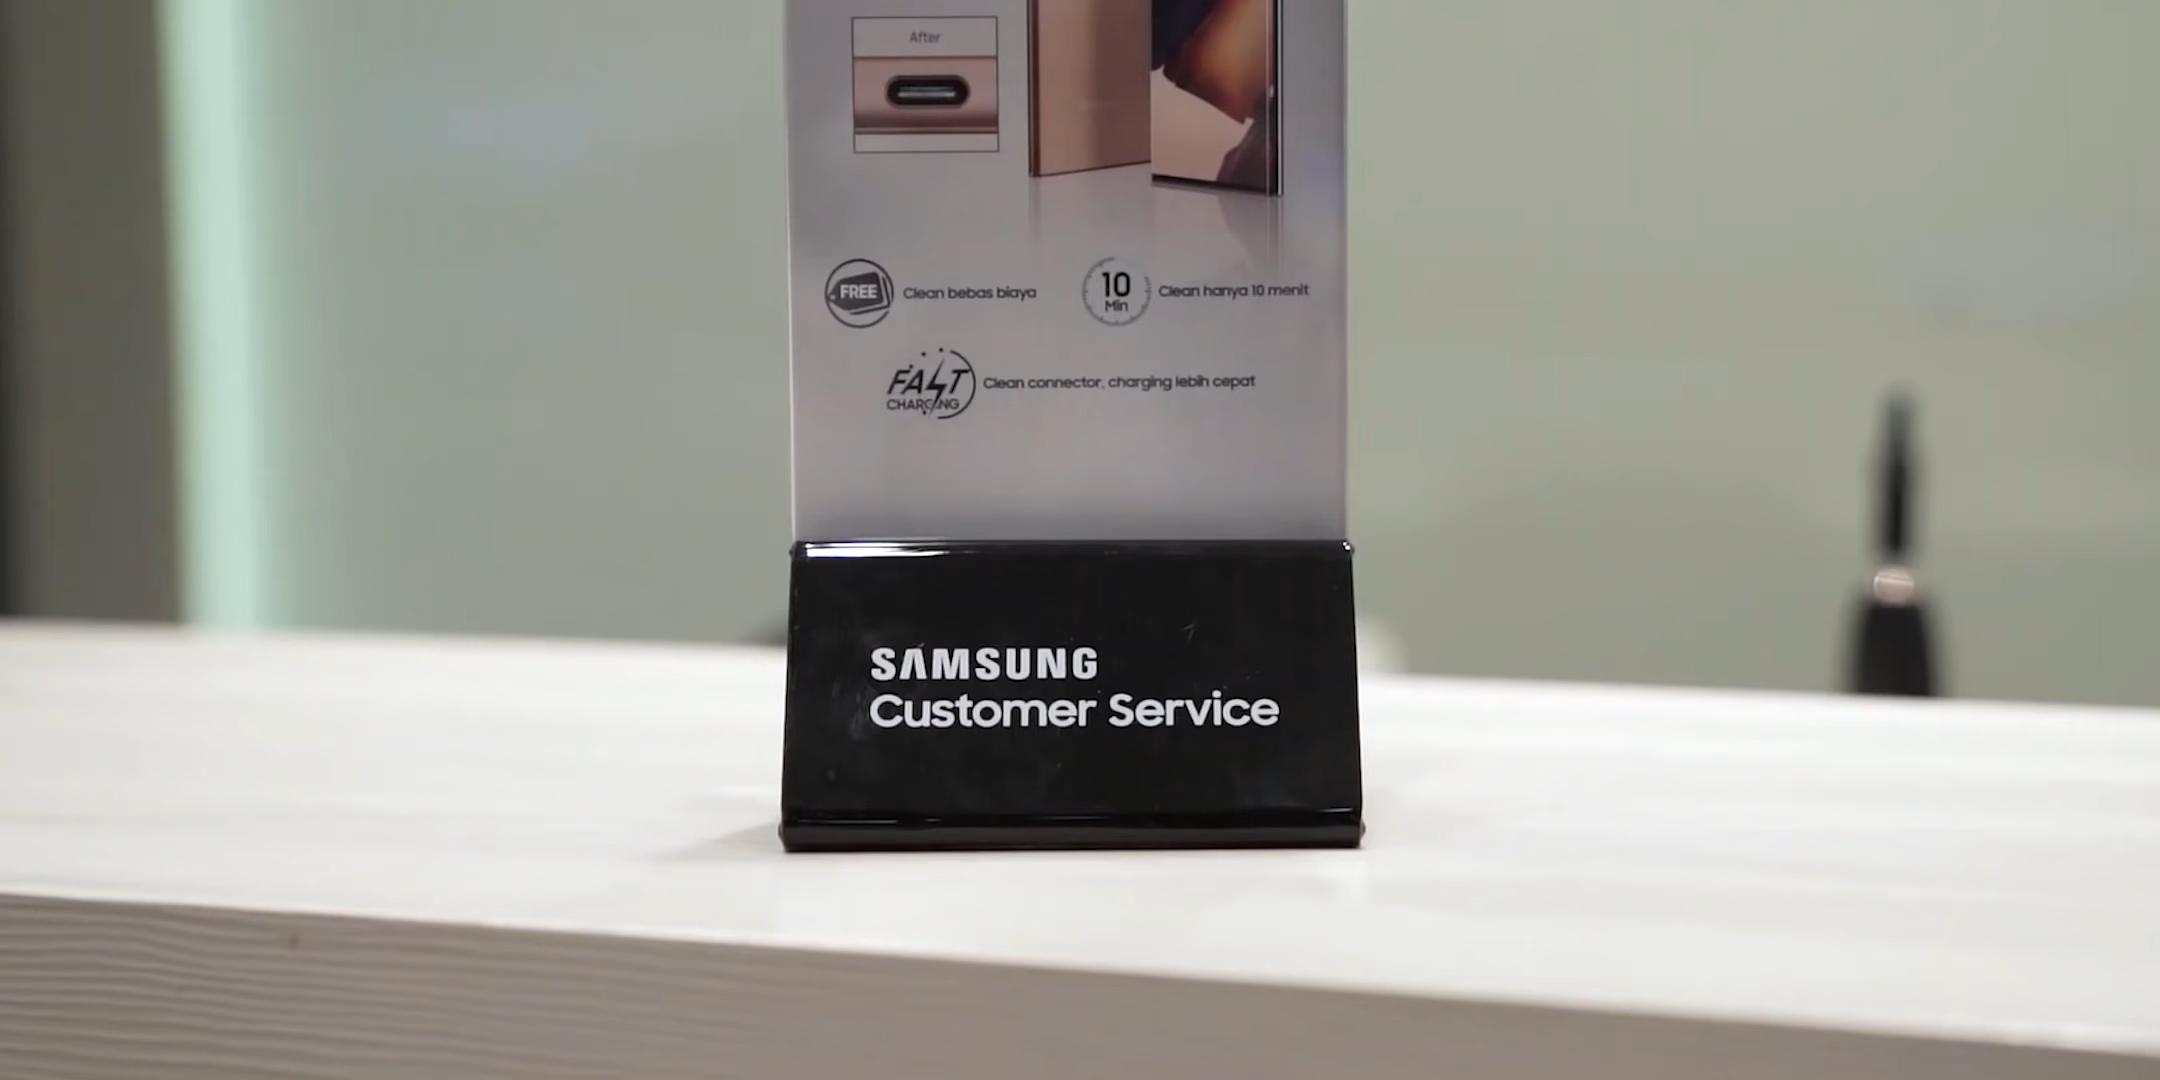 After
FREE
Clean bebas biaya
10
Min
Clean hanya 10 menit
FAST
CHARGING
Clean connector, charging lebih cepat
SAMSUNG
Customer Service